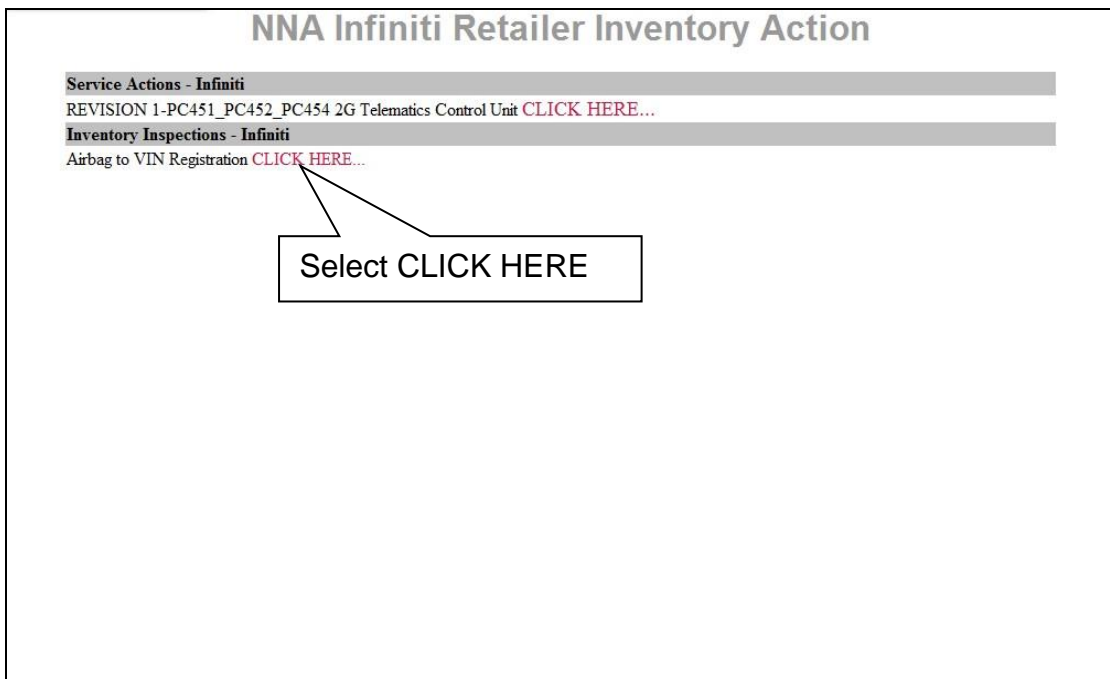 NNA Infiniti Retailer Inventory Action
Service Actions - Infiniti
REVISION 1-PC451_PC452_PC454 2G Telematics Control Unit CLICK HERE...
Inventory Inspections - Infiniti
Airbag to VIN Registration CLICK HERE...
Select CLICK HERE